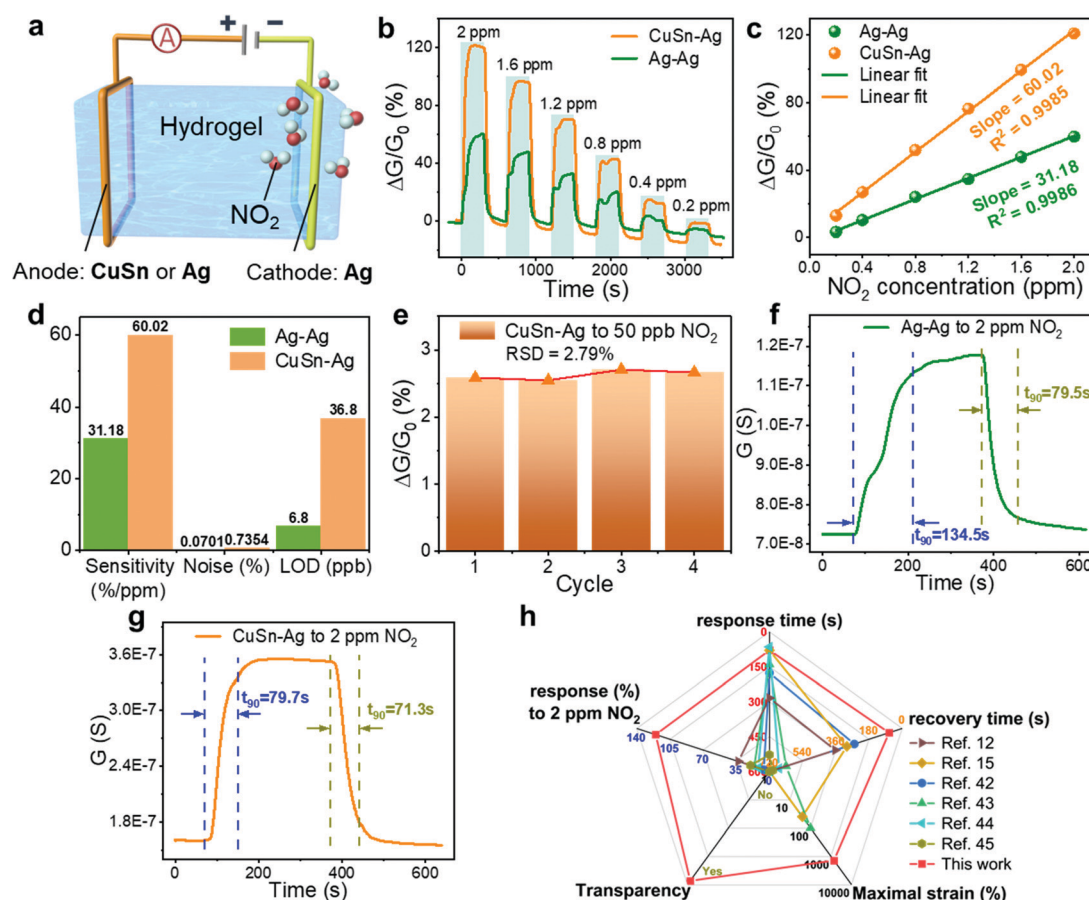 a
A
+ −
Hydrogel
NO2
Anode: CuSn or Ag
Cathode: Ag
b
ΔG/G0 (%)
120
80
40
0
2 ppm
1.6 ppm
1.2 ppm
0.8 ppm
0.4 ppm
0.2 ppm
CuSn-Ag
Ag-Ag
0 1000 2000 3000
Time (s)
c
ΔG/G0 (%)
120
80
40
0
Ag-Ag
CuSn-Ag
Linear fit
Linear fit
Slope = 60.02
R2 = 0.9985
Slope = 31.18
R2 = 0.9986
0.0 0.4 0.8 1.2 1.6 2.0
NO2 concentration (ppm)
d
60
40
20
0
Ag-Ag
CuSn-Ag
31.18
60.02
0.0701
0.7354
6.8
36.8
Sensitivity
(%/ppm)
Noise (%)
LOD (ppb)
e
ΔG/G0 (%)
3
2
1
0
CuSn-Ag to 50 ppb NO2
RSD = 2.79%
1 2 3 4
Cycle
f
G (S)
1.2E-7
1.1E-7
9.0E-8
8.0E-8
7.0E-8
Ag-Ag to 2 ppm NO2
t90=79.5s
t90=134.5s
0 200 400 600
Time (s)
g
G (S)
3.6E-7
3.0E-7
2.4E-7
1.8E-7
CuSn-Ag to 2 ppm NO2
t90=79.7s
t90=71.3s
0 200 400 600
Time (s)
h
response time (s)
0
150
300
450
600
response (%)
to 2 ppm NO2
140
105
70
35
0
recovery time (s)
0
180
360
540
Transparency
No
Yes
Maximal strain (%)
10
100
1000
10000
Ref. 12
Ref. 15
Ref. 42
Ref. 43
Ref. 44
Ref. 45
This work